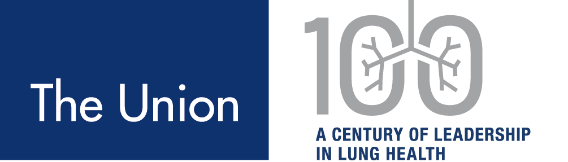 The Union
100
A CENTURY OF LEADERSHIP
IN LUNG HEALTH